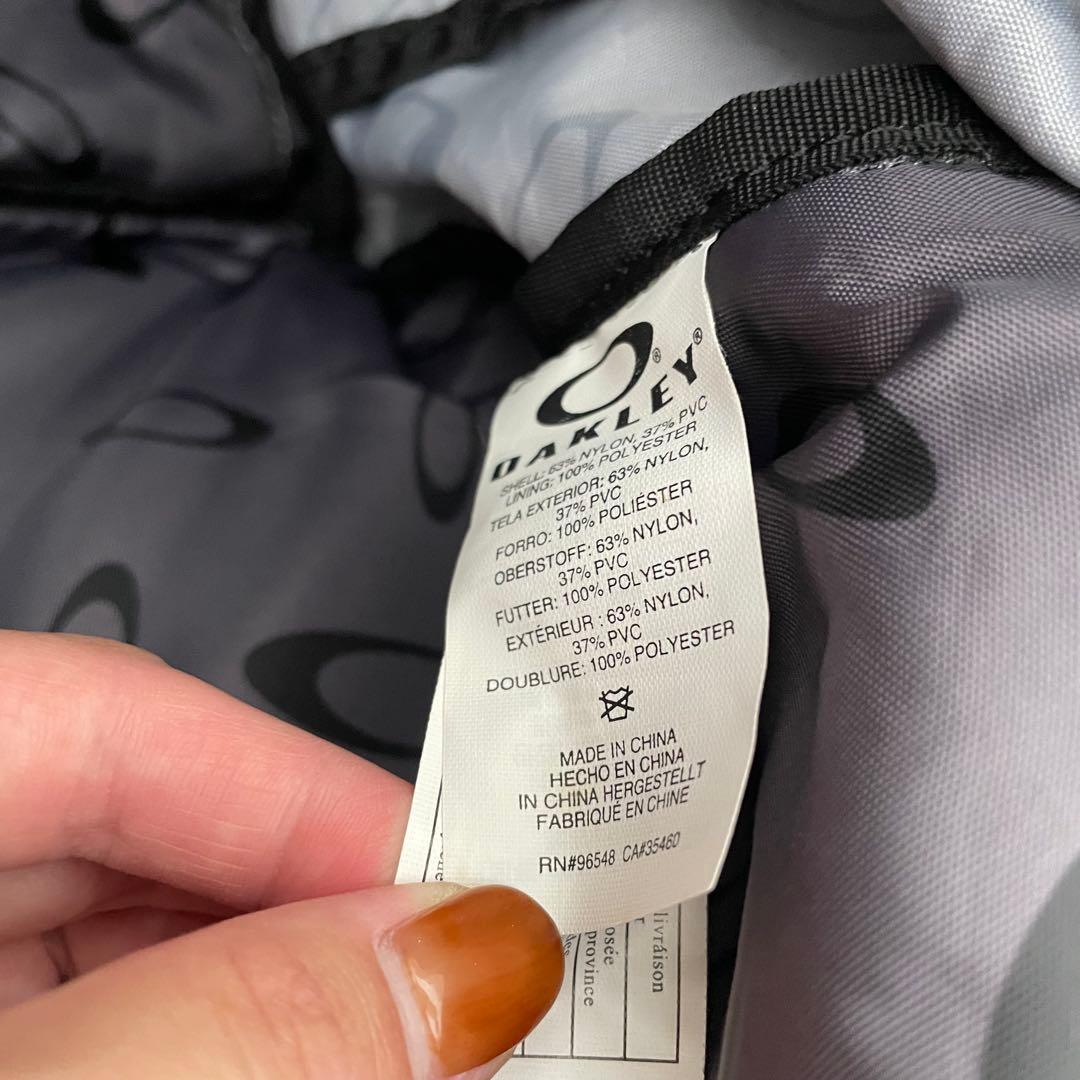 OAKLEY®
SHELL: 63% NYLON, 37% PVC
LINING: 100% POLYESTER
TELA EXTERIOR: 63% NYLON,
37% PVC
FORRO: 100% POLIÉSTER
OBERSTOFF: 63% NYLON,
37% PVC
FUTTER: 100% POLYESTER
EXTÉRIEUR : 63% NYLON,
37% PVC
DOUBLURE: 100% POLYESTER
MADE IN CHINA
HECHO EN CHINA
IN CHINA HERGESTELLT
FABRIQUÉ EN CHINE
RN#96548 CA#35460
livráison
province